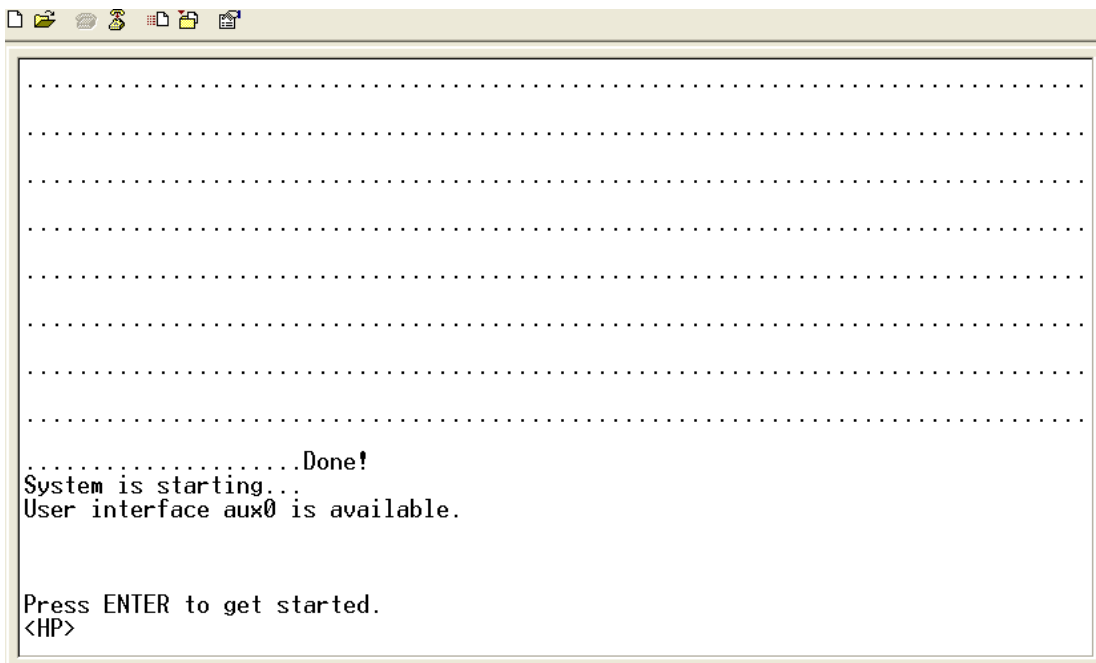 .................................................................................
.................................................................................
.................................................................................
.................................................................................
.................................................................................
.................................................................................
.................................................................................
.................................................................................
.....................Done!
System is starting...
User interface aux0 is available.
Press ENTER to get started.
<HP>